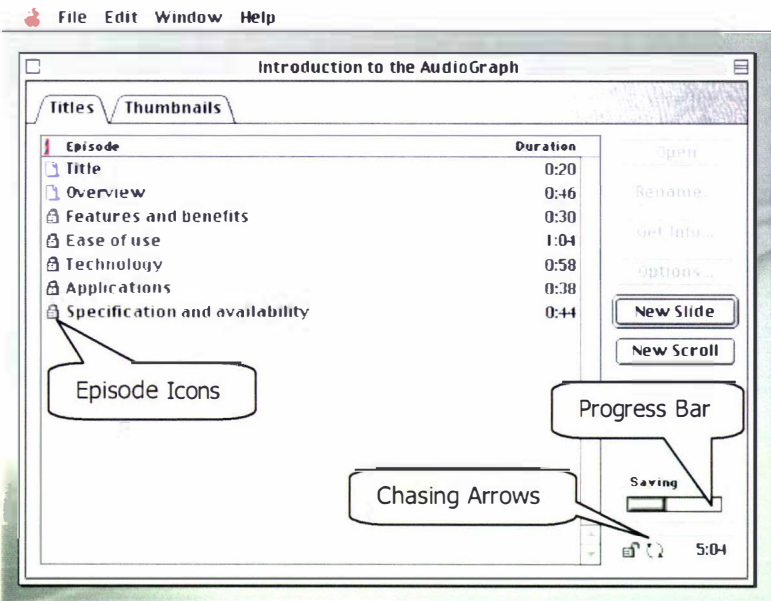 File Edit Window Help
Introduction to the AudioGraph
Titles Thumbnails
Episode Duration
Title 0:20
Overview 0:46
Features and benefits 0:30
Ease of use 1:04
Technology 0:58
Applications 0:38
Specification and availability 0:44
Open
Rename...
Get Info...
Options...
New Slide
New Scroll
Episode Icons
Progress Bar
Chasing Arrows
Saving
5:04